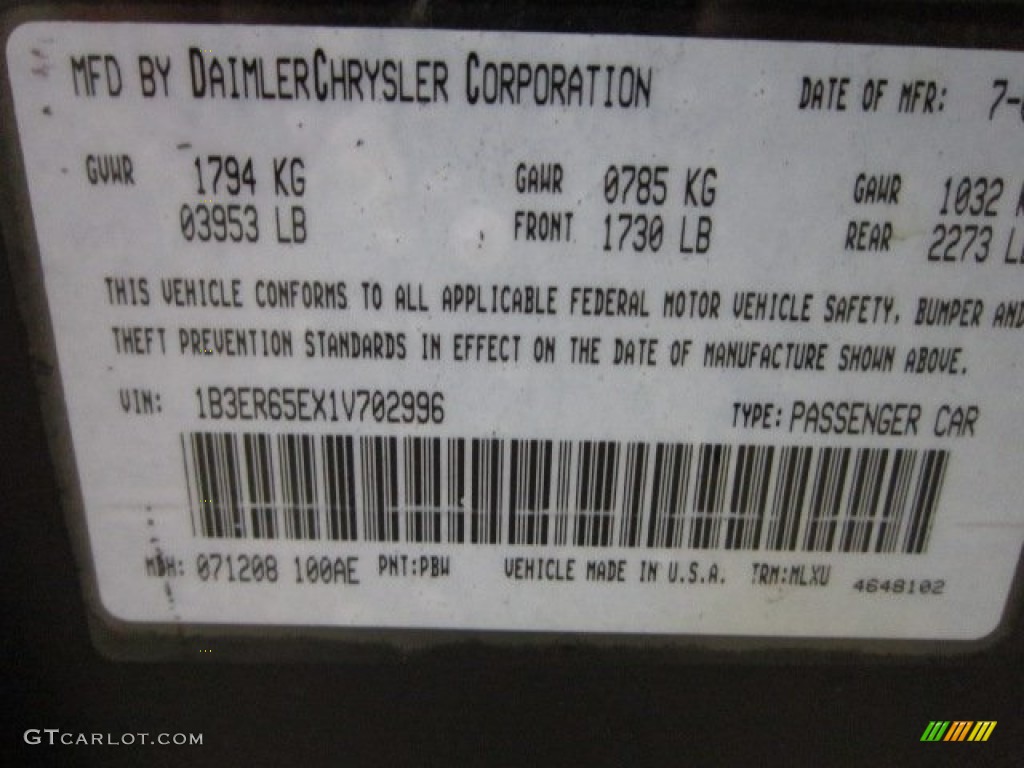 MFD BY DAIMLERCHRYSLER CORPORATION DATE OF MFR: 7-
GVWR 1794 KG GAWR 0785 KG GAWR 1032
03953 LB FRONT 1730 LB REAR 2273 L
THIS VEHICLE CONFORMS TO ALL APPLICABLE FEDERAL MOTOR VEHICLE SAFETY, BUMPER AND
THEFT PREVENTION STANDARDS IN EFFECT ON THE DATE OF MANUFACTURE SHOWN ABOVE.
VIN: 1B3ER65EX1V702996 TYPE: PASSENGER CAR
MDH: 071208 100AE PNT:PBW VEHICLE MADE IN U.S.A. TRM:MLXU 4648102
GTCARLOT.COM